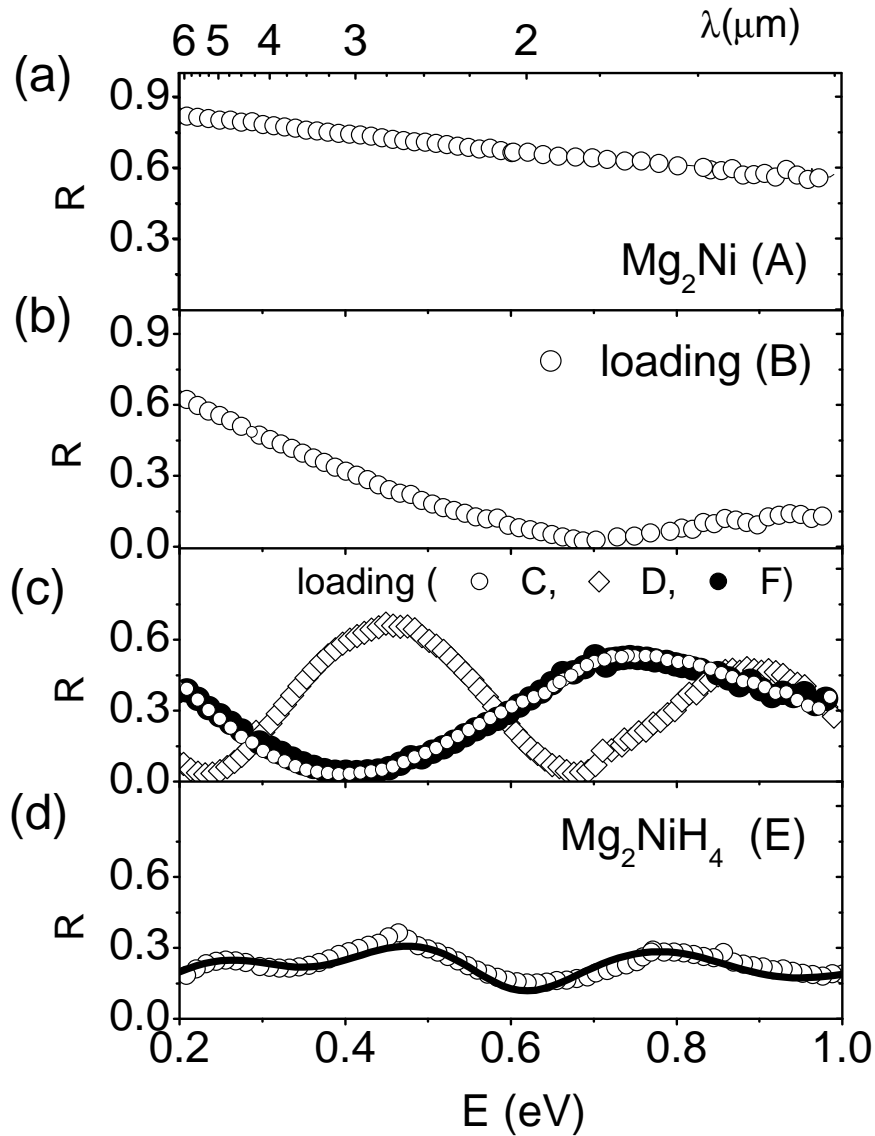 6 5 4 3 2 λ(μm)
(a)
0.9
0.6
0.3
R
Mg₂Ni (A)
(b)
0.9
0.6
0.3
0.0
R
loading (B)
(c)
loading ( C, D, F)
0.6
0.3
0.0
R
(d)
Mg₂NiH₄ (E)
0.6
0.3
0.0
R
0.2 0.4 0.6 0.8 1.0
E (eV)